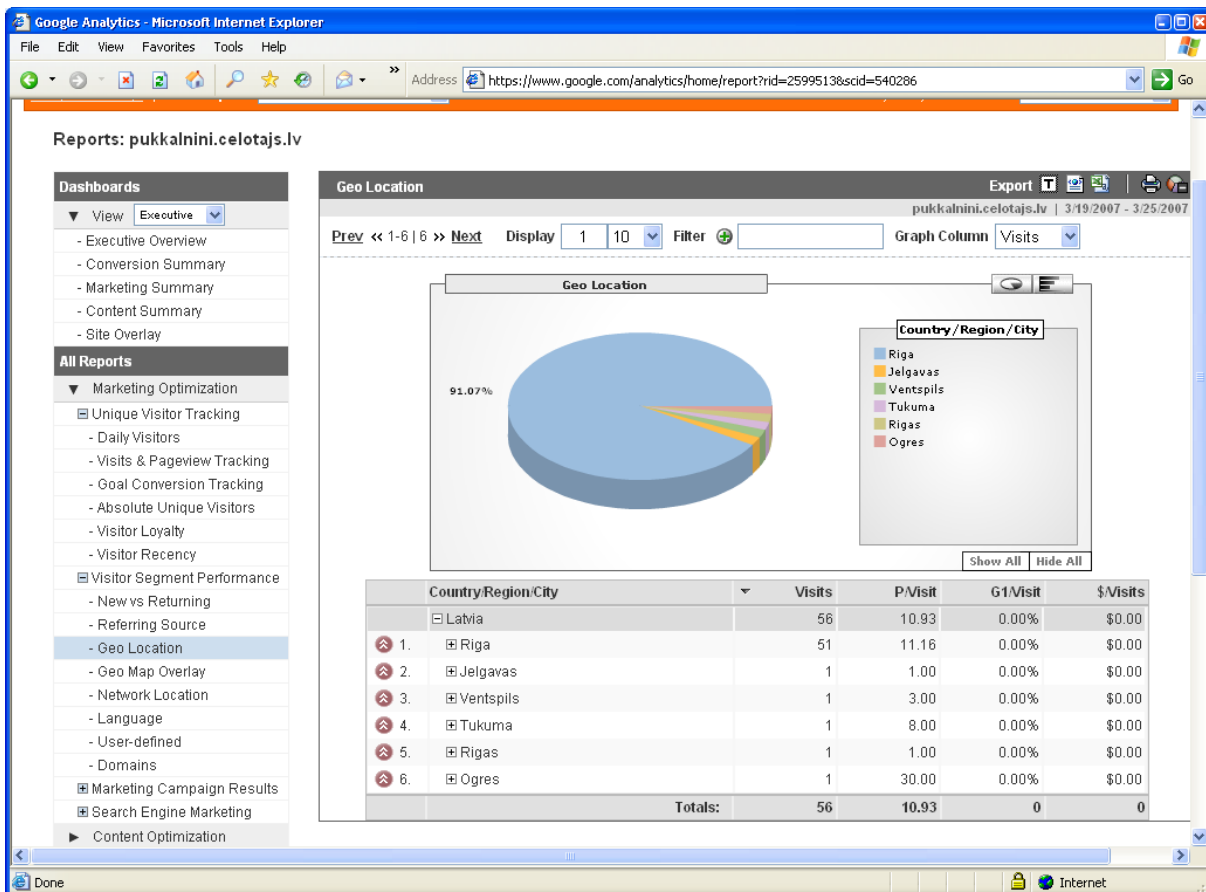 Google Analytics - Microsoft Internet Explorer
File Edit View Favorites Tools Help
» Address https://www.google.com/analytics/home/report?rid=2599513&scid=540286 Go
Reports: pukkalnini.celotajs.lv
Dashboards
View Executive
- Executive Overview
- Conversion Summary
- Marketing Summary
- Content Summary
- Site Overlay
All Reports
Marketing Optimization
Unique Visitor Tracking
- Daily Visitors
- Visits & Pageview Tracking
- Goal Conversion Tracking
- Absolute Unique Visitors
- Visitor Loyalty
- Visitor Recency
Visitor Segment Performance
- New vs Returning
- Referring Source
- Geo Location
- Geo Map Overlay
- Network Location
- Language
- User-defined
- Domains
Marketing Campaign Results
Search Engine Marketing
Content Optimization
Geo Location Export T
pukkalnini.celotajs.lv | 3/19/2007 - 3/25/2007
Prev « 1-6 | 6 » Next Display 1 10 Filter Graph Column Visits
Geo Location
91.07%
Country/Region/City
Riga
Jelgavas
Ventspils
Tukuma
Rigas
Ogres
Show All Hide All
Country/Region/City Visits P/Visit G1/Visit $/Visits
Latvia 56 10.93 0.00% $0.00
1. Riga 51 11.16 0.00% $0.00
2. Jelgavas 1 1.00 0.00% $0.00
3. Ventspils 1 3.00 0.00% $0.00
4. Tukuma 1 8.00 0.00% $0.00
5. Rigas 1 1.00 0.00% $0.00
6. Ogres 1 30.00 0.00% $0.00
Totals: 56 10.93 0 0
Done Internet